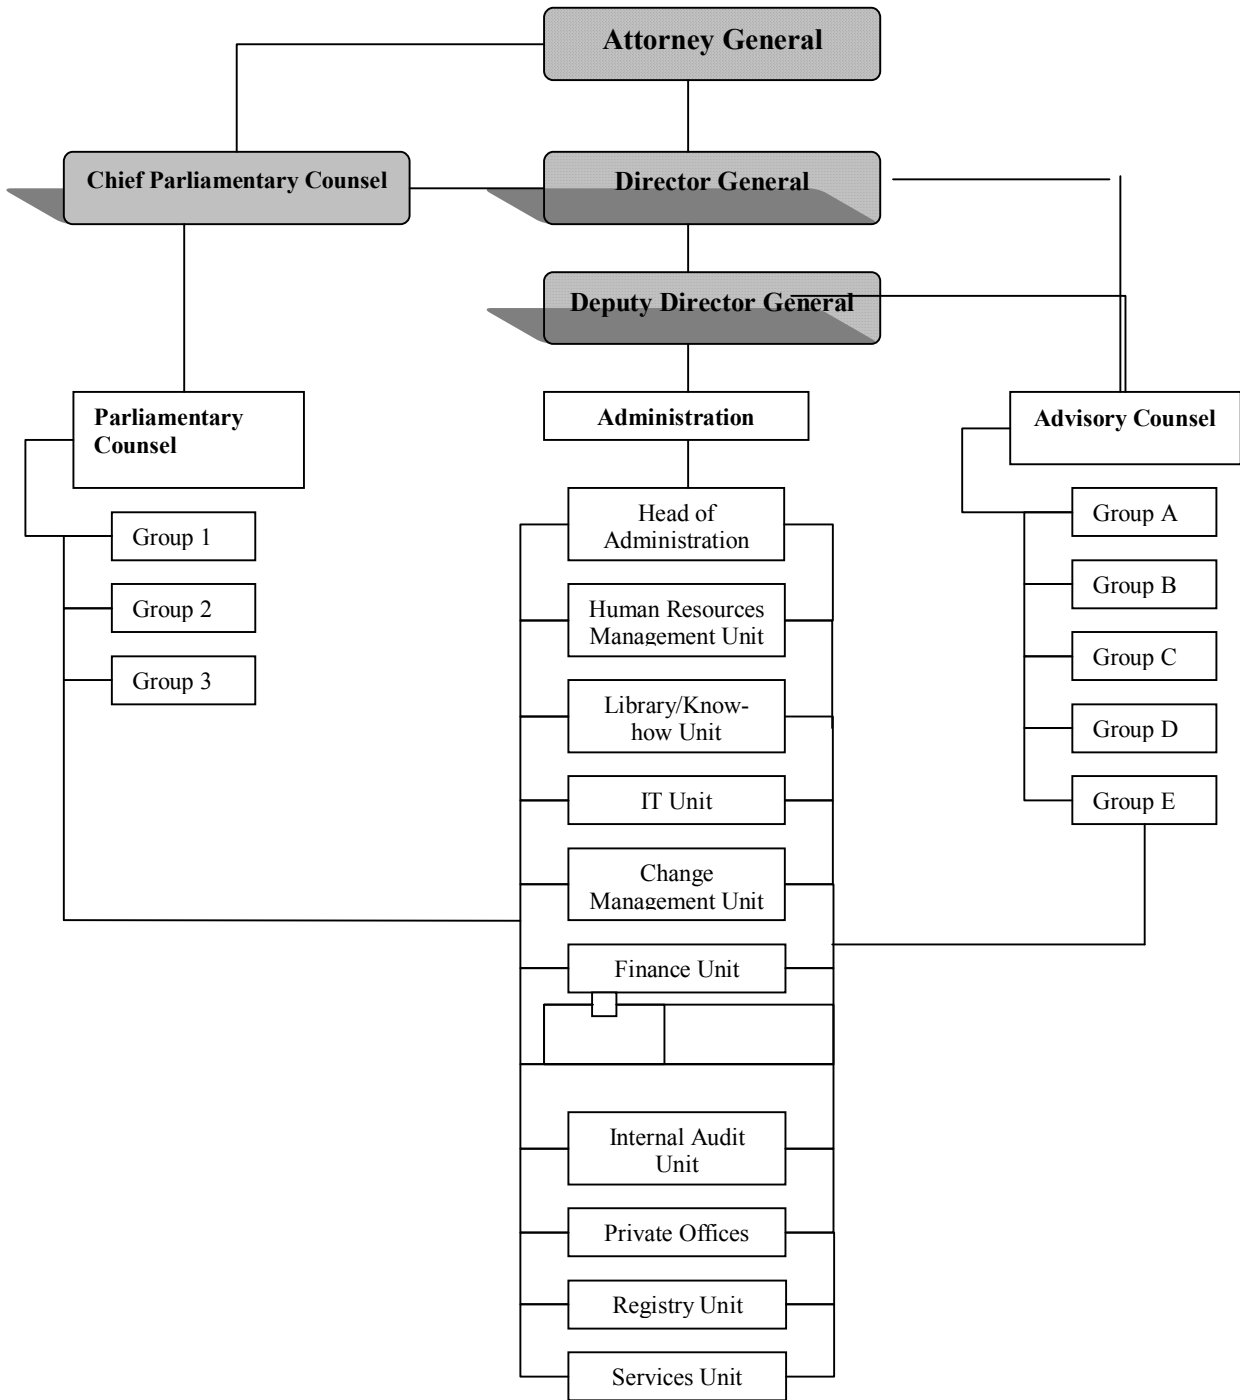 Attorney General
Chief Parliamentary Counsel
Director General
Deputy Director General
Parliamentary
Counsel
Administration
Advisory Counsel
Group 1
Group 2
Group 3
Head of
Administration
Human Resources
Management Unit
Library/Know-
how Unit
IT Unit
Change
Management Unit
Finance Unit
Internal Audit
Unit
Private Offices
Registry Unit
Services Unit
Group A
Group B
Group C
Group D
Group E